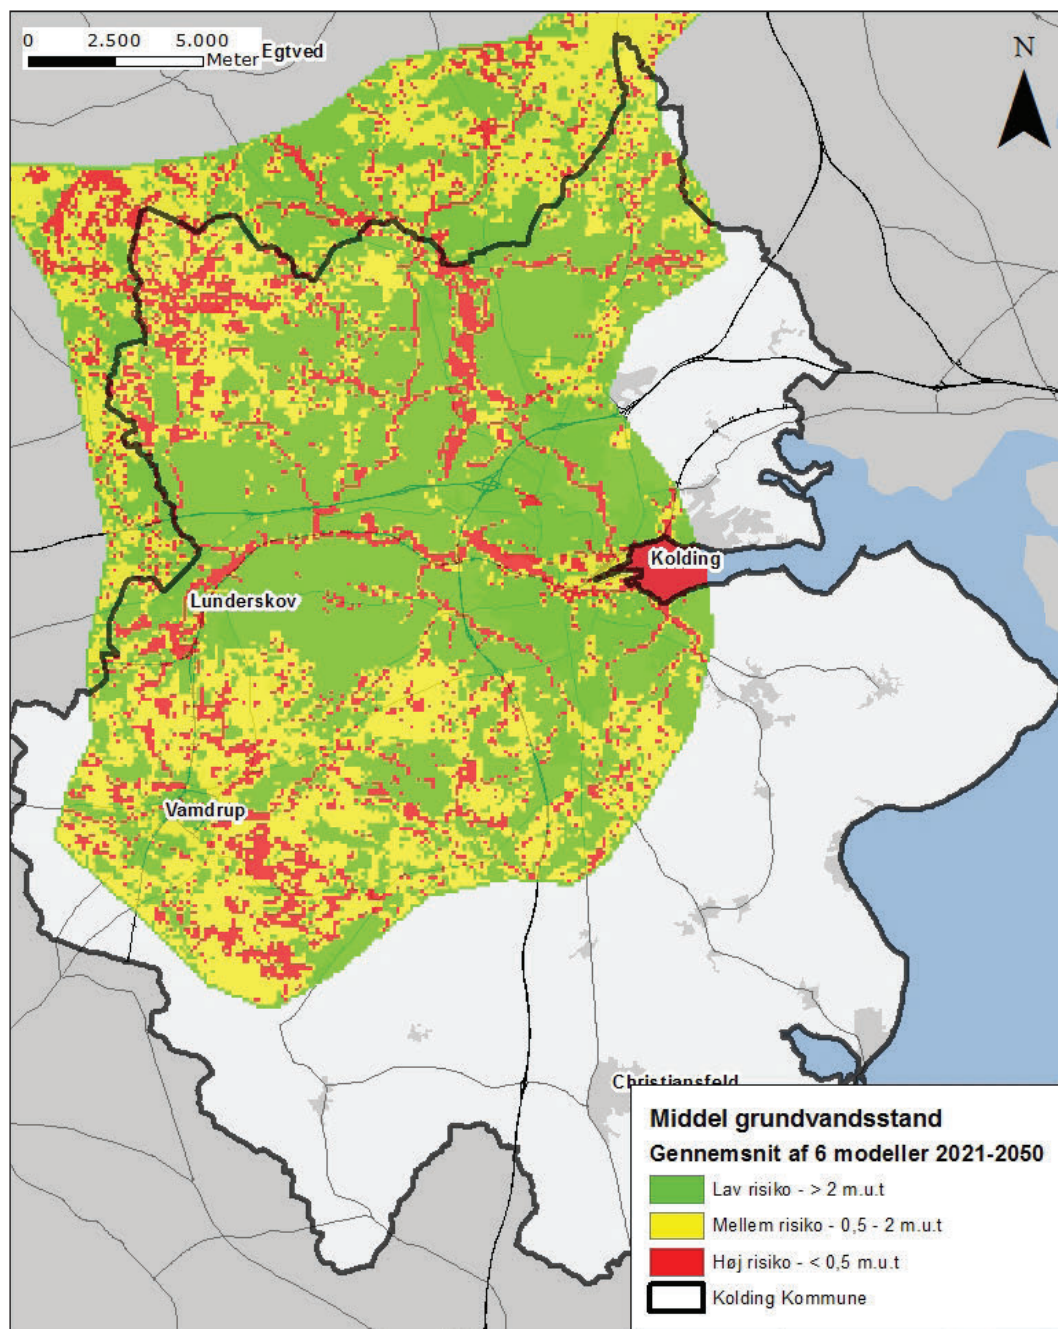 0 2.500 5.000
Meter
Egtved
N
Kolding
Lunderskov
Vamdrup
Christiansfeld
Middel grundvandsstand
Gennemsnit af 6 modeller 2021-2050
Lav risiko - > 2 m.u.t
Mellem risiko - 0,5 - 2 m.u.t
Høj risiko - < 0,5 m.u.t
Kolding Kommune